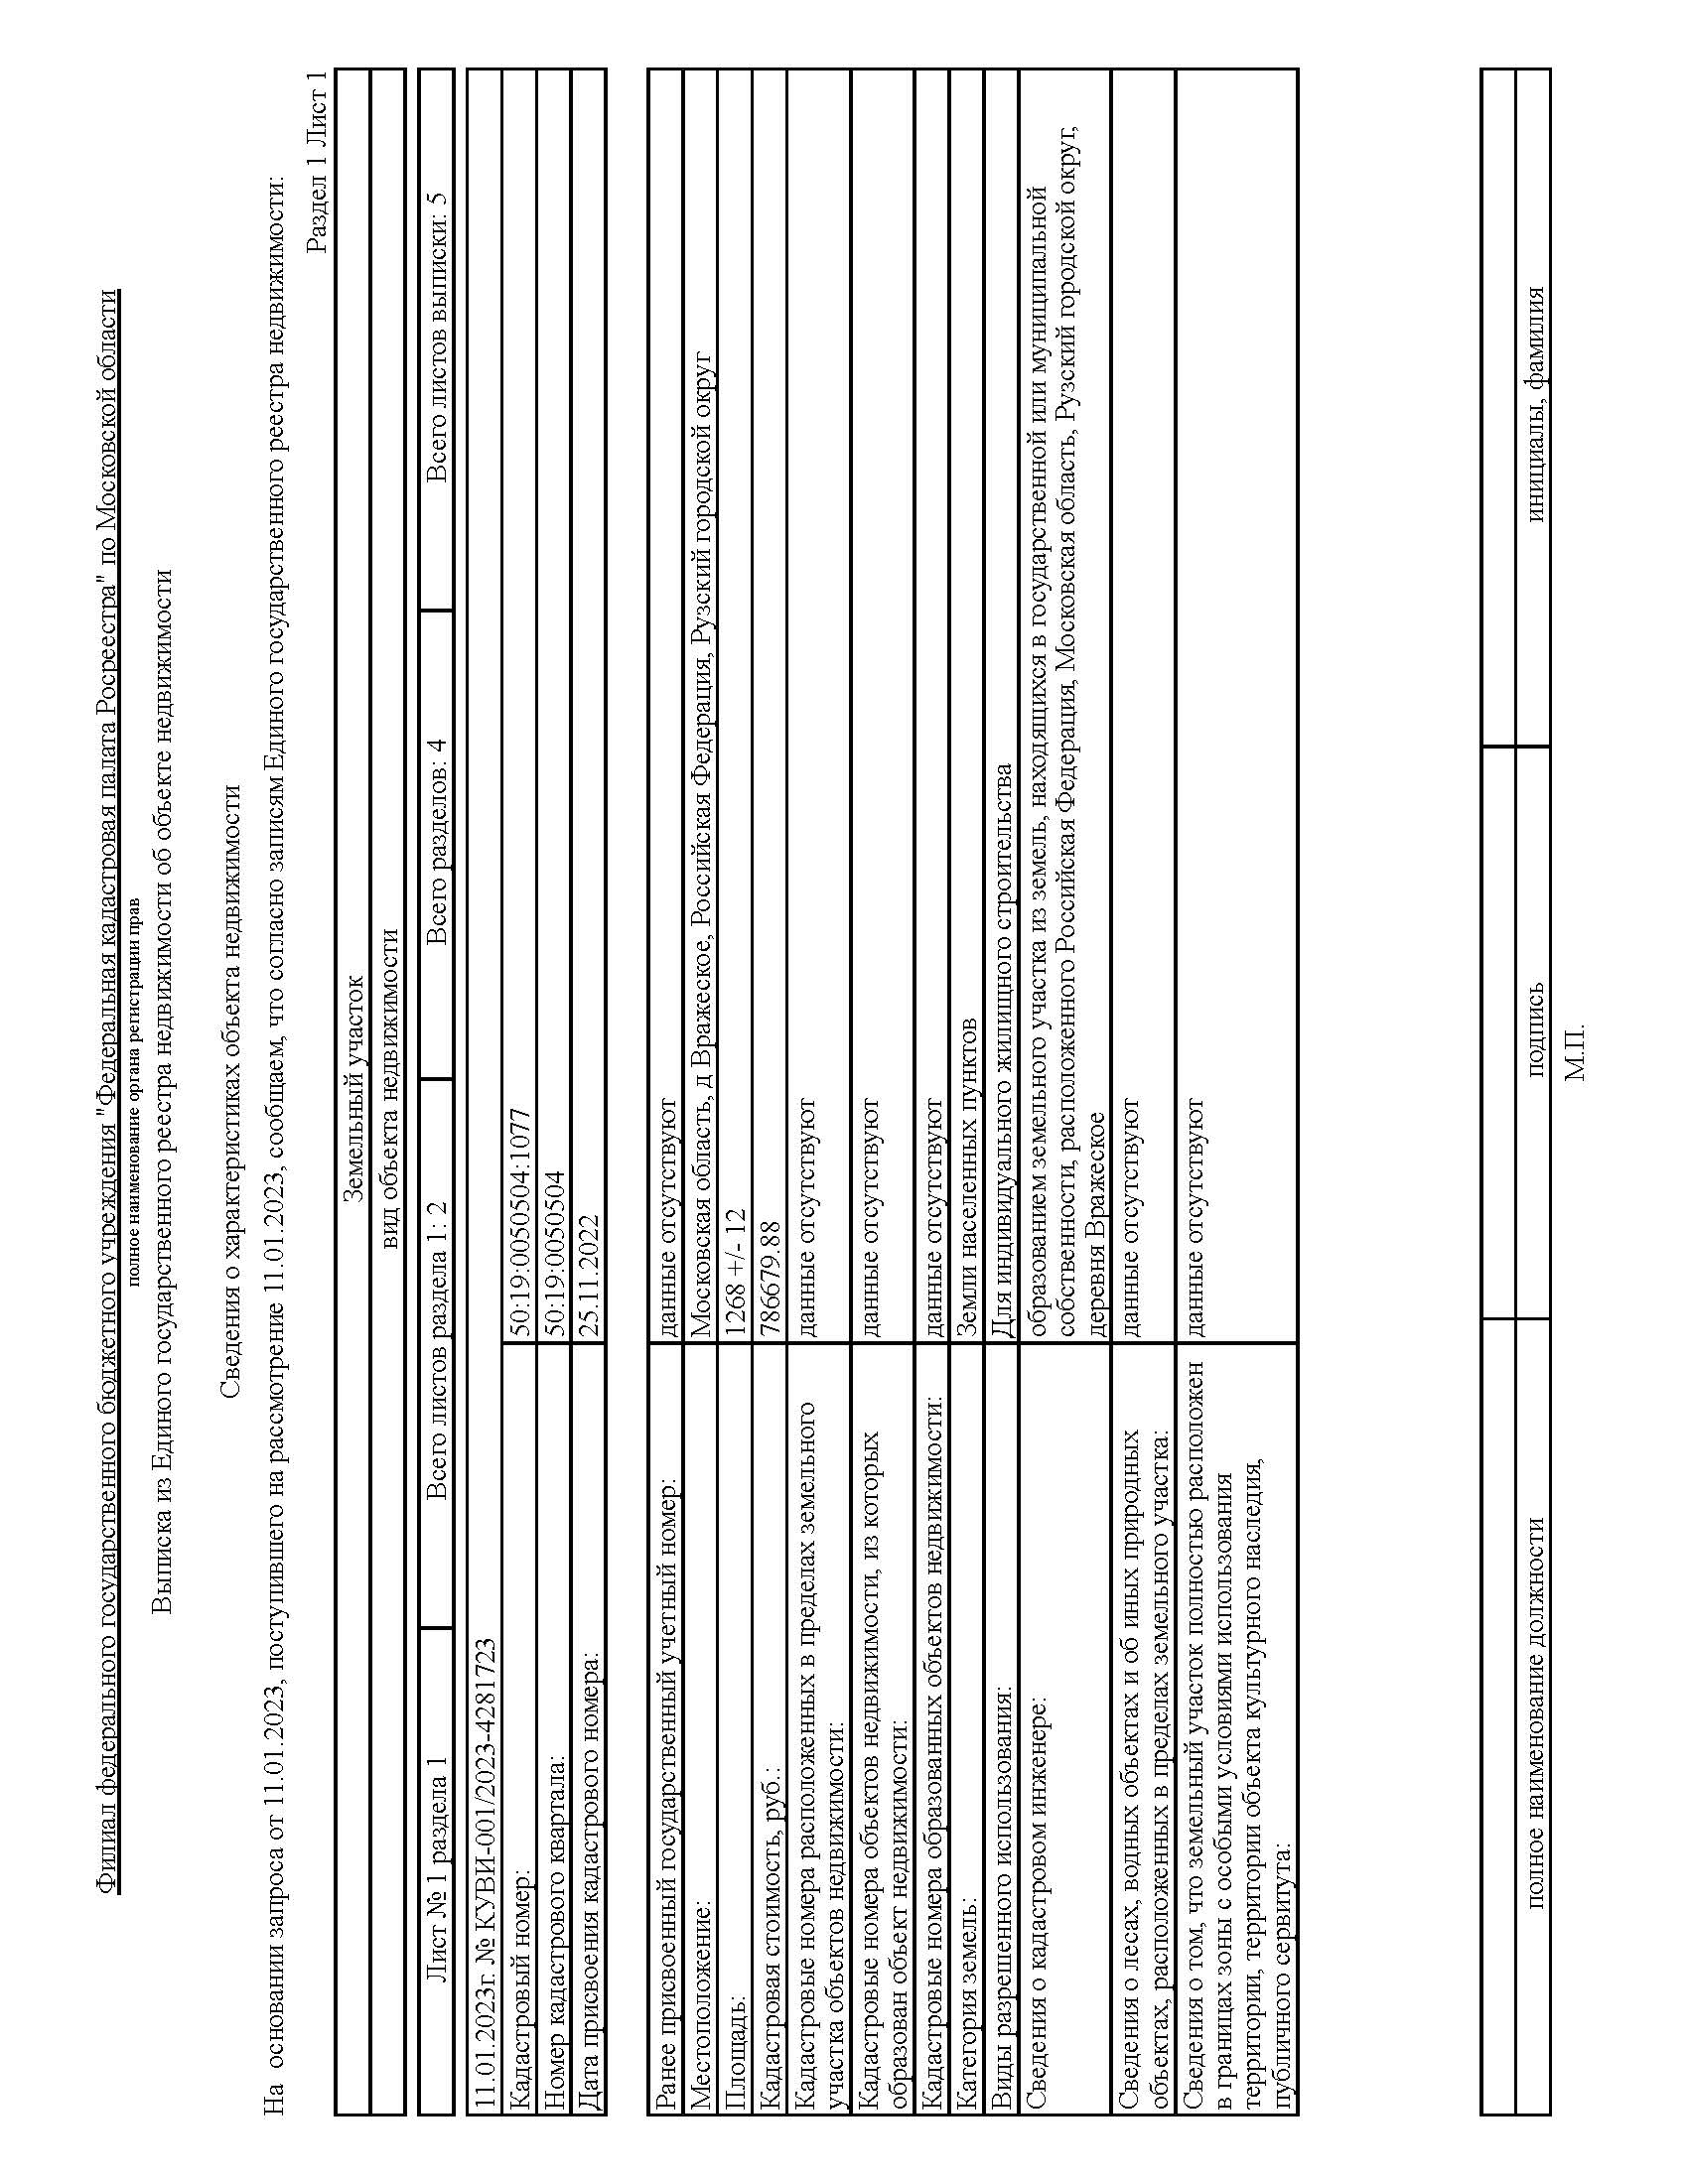 Филиал федерального государственного бюджетного учреждения "Федеральная кадастровая палата Росреестра" по Московской области
полное наименование органа регистрации прав
Выписка из Единого государственного реестра недвижимости об объекте недвижимости
Сведения о характеристиках объекта недвижимости
На основании запроса от 11.01.2023, поступившего на рассмотрение 11.01.2023, сообщаем, что согласно записям Единого государственного реестра недвижимости:
Раздел 1 Лист 1
Земельный участок
вид объекта недвижимости
Лист № 1 раздела 1 Всего листов раздела 1: 2 Всего разделов: 4 Всего листов выписки: 5
11.01.2023г. № КУВИ-001/2023-4281723
Кадастровый номер: 50:19:0050504:1077
Номер кадастрового квартала: 50:19:0050504
Дата присвоения кадастрового номера: 25.11.2022
Ранее присвоенный государственный учетный номер: данные отсутствуют
Местоположение: Московская область, д Вражеское, Российская Федерация, Рузский городской округ
Площадь: 1268 +/- 12
Кадастровая стоимость, руб.: 786679.88
Кадастровые номера расположенных в пределах земельного
участка объектов недвижимости: данные отсутствуют
Кадастровые номера объектов недвижимости, из которых
образован объект недвижимости: данные отсутствуют
Кадастровые номера образованных объектов недвижимости: данные отсутствуют
Категория земель: Земли населенных пунктов
Виды разрешенного использования: Для индивидуального жилищного строительства
Сведения о кадастровом инженере: образованием земельного участка из земель, находящихся в государственной или муниципальной
собственности, расположенного Российская Федерация, Московская область, Рузский городской округ,
деревня Вражеское
Сведения о лесах, водных объектах и об иных природных
объектах, расположенных в пределах земельного участка: данные отсутствуют
Сведения о том, что земельный участок полностью расположен
в границах зоны с особыми условиями использования
территории, территории объекта культурного наследия,
публичного сервитута: данные отсутствуют
полное наименование должности подпись инициалы, фамилия
М.П.